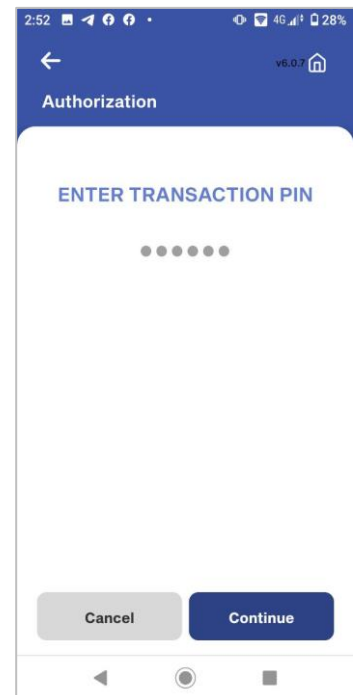 2:52 4G 28%
v6.0.7
Authorization
ENTER TRANSACTION PIN
Cancel Continue